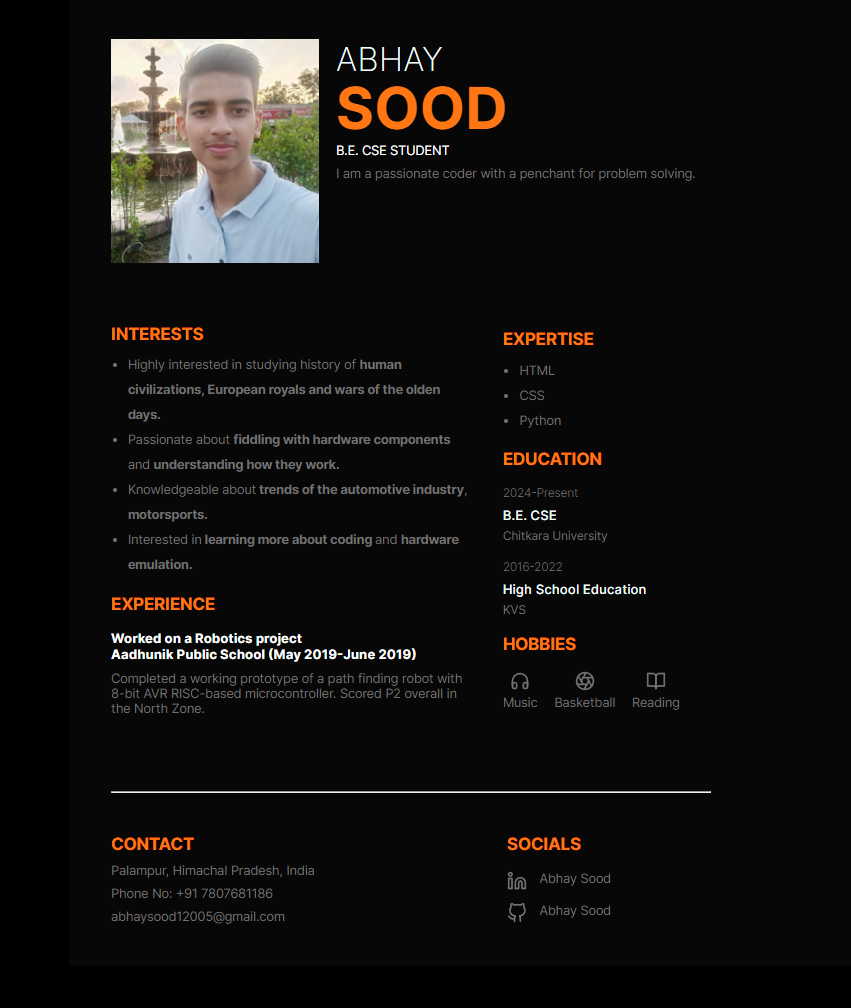 ABHAY
SOOD
B.E. CSE STUDENT
I am a passionate coder with a penchant for problem solving.
INTERESTS
• Highly interested in studying history of human
civilizations, European royals and wars of the olden
days.
• Passionate about fiddling with hardware components
and understanding how they work.
• Knowledgeable about trends of the automotive industry,
motorsports.
• Interested in learning more about coding and hardware
emulation.
EXPERIENCE
Worked on a Robotics project
Aadhunik Public School (May 2019-June 2019)
Completed a working prototype of a path finding robot with
8-bit AVR RISC-based microcontroller. Scored P2 overall in
the North Zone.
EXPERTISE
• HTML
• CSS
• Python
EDUCATION
2024-Present
B.E. CSE
Chitkara University
2016-2022
High School Education
KVS
HOBBIES
Music Basketball Reading
CONTACT
Palampur, Himachal Pradesh, India
Phone No: +91 7807681186
abhaysood12005@gmail.com
SOCIALS
in Abhay Sood
Abhay Sood